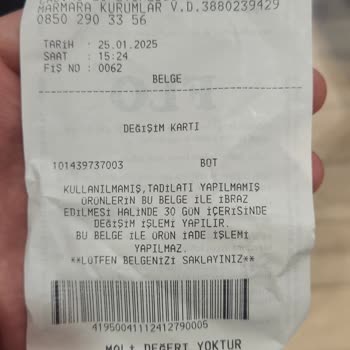 MARMARA KURUMLAR V.D.3880239429
0850 290 33 56
TARİH : 25.01.2025
SAAT : 15:24
FİŞ NO : 0062
BELGE
DEĞİŞİM KARTI
101439737003 BOT
KULLANILMAMIŞ,TADİLATI YAPILMAMIŞ
ÜRÜNLERİN BU BELGE İLE İBRAZ
EDİLMESİ HALİNDE 30 GÜN İÇERİSİNDE
DEĞİŞİM İŞLEMİ YAPILIR.
BU BELGE İLE ÜRÜN İADE İŞLEMİ
YAPILMAZ.
**LÜTFEN BELGENİZİ SAKLAYINIZ**
41950041112412790005
MALİ DEĞERİ YOKTUR